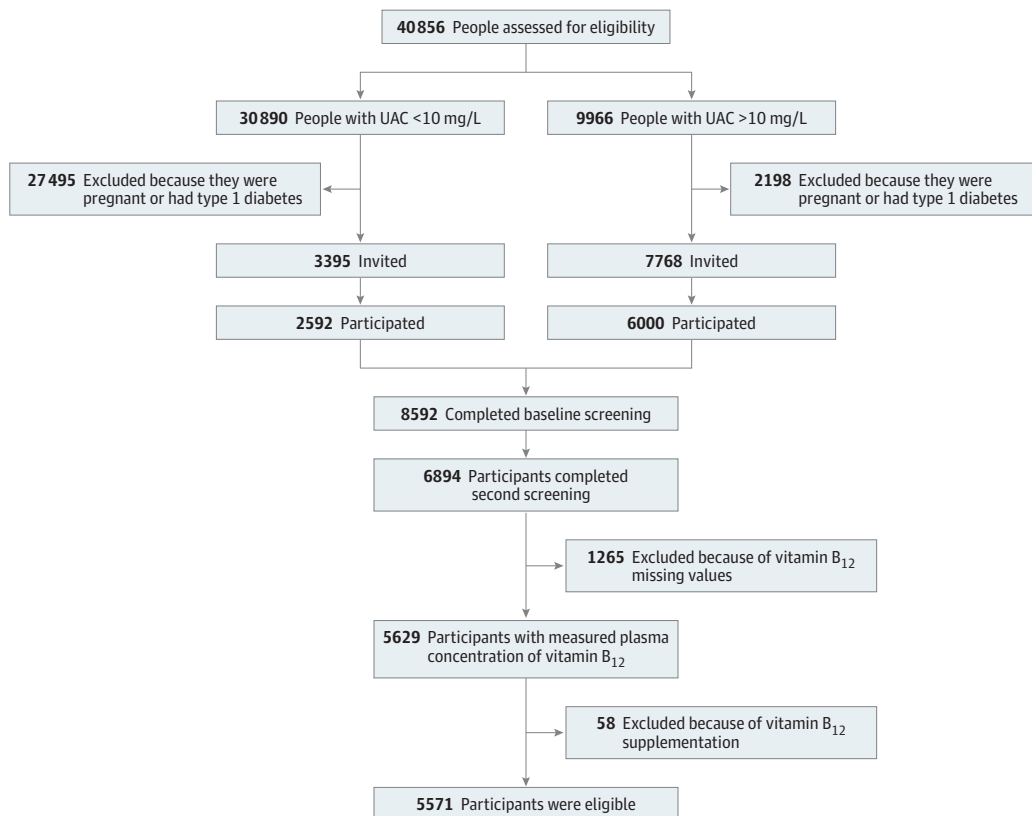 40856 People assessed for eligibility
30890 People with UAC <10 mg/L
9966 People with UAC >10 mg/L
27495 Excluded because they were
pregnant or had type 1 diabetes
2198 Excluded because they were
pregnant or had type 1 diabetes
3395 Invited
7768 Invited
2592 Participated
6000 Participated
8592 Completed baseline screening
6894 Participants completed
second screening
1265 Excluded because of vitamin B12
missing values
5629 Participants with measured plasma
concentration of vitamin B12
58 Excluded because of vitamin B12
supplementation
5571 Participants were eligible